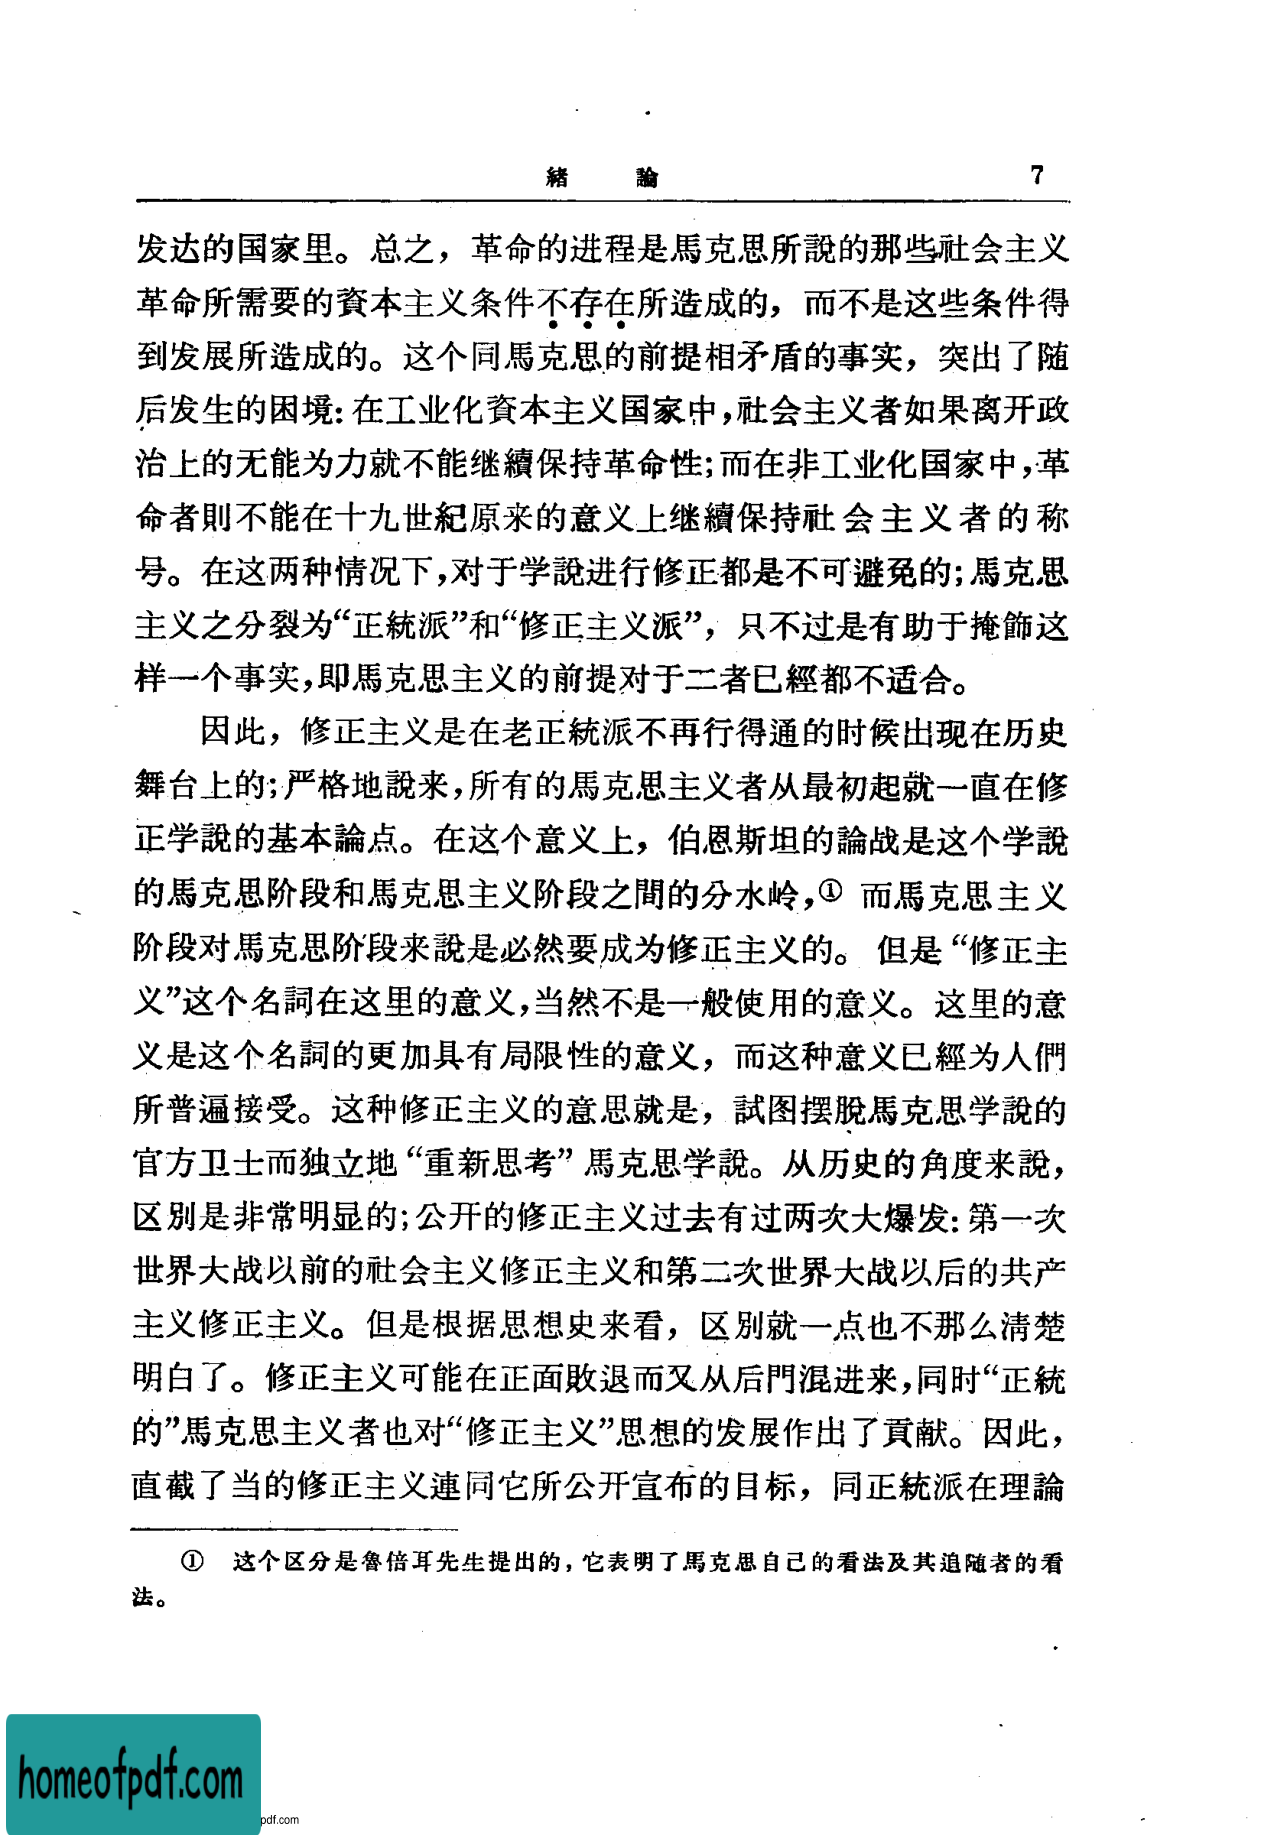 緒　　論　　7
发达的国家里。总之，革命的进程是馬克思所說的那些社会主义
革命所需要的資本主义条件不存在所造成的，而不是这些条件得
到发展所造成的。这个同馬克思的前提相矛盾的事实，突出了随
后发生的困境：在工业化資本主义国家中，社会主义者如果离开政
治上的无能为力就不能继續保持革命性；而在非工业化国家中，革
命者則不能在十九世紀原来的意义上继續保持社会主义者的称
号。在这两种情况下，对于学說进行修正都是不可避免的；馬克思
主义之分裂为“正統派”和“修正主义派”，只不过是有助于掩飾这
样一个事实，即馬克思主义的前提对于二者已經都不适合。
因此，修正主义是在老正統派不再行得通的时候出现在历史
舞台上的；严格地說来，所有的馬克思主义者从最初起就一直在修
正学說的基本論点。在这个意义上，伯恩斯坦的論战是这个学說
的馬克思阶段和馬克思主义阶段之間的分水岭，① 而馬克思主义
阶段对馬克思阶段来說是必然要成为修正主义的。但是“修正主
义”这个名詞在这里的意义，当然不是一般使用的意义。这里的意
义是这个名詞的更加具有局限性的意义，而这种意义已經为人們
所普遍接受。这种修正主义的意思就是，試图摆脫馬克思学說的
官方卫士而独立地“重新思考”馬克思学說。从历史的角度来說，
区別是非常明显的；公开的修正主义过去有过两次大爆发：第一次
世界大战以前的社会主义修正主义和第二次世界大战以后的共产
主义修正主义。但是根据思想史来看，区別就一点也不那么清楚
明白了。修正主义可能在正面敗退而又从后門混进来，同时“正統
的”馬克思主义者也对“修正主义”思想的发展作出了貢献。因此，
直截了当的修正主义連同它所公开宣布的目标，同正統派在理論
①　这个区分是魯倍耳先生提出的，它表明了馬克思自己的看法及其追随者的看
法。
homeofpdf.com
pdf.com